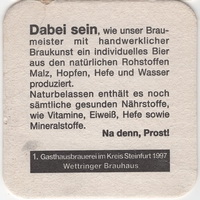 Dabei sein, wie unser Brau-
meister mit handwerklicher
Braukunst ein individuelles Bier
aus den natürlichen Rohstoffen
Malz, Hopfen, Hefe und Wasser
produziert.
Naturbelassen enthält es noch
sämtliche gesunden Nährstoffe,
wie Vitamine, Eiweiß, Hefe sowie
Mineralstoffe.
Na denn, Prost!
1. Gasthausbrauerei im Kreis Steinfurt 1997
Wettringer Brauhaus